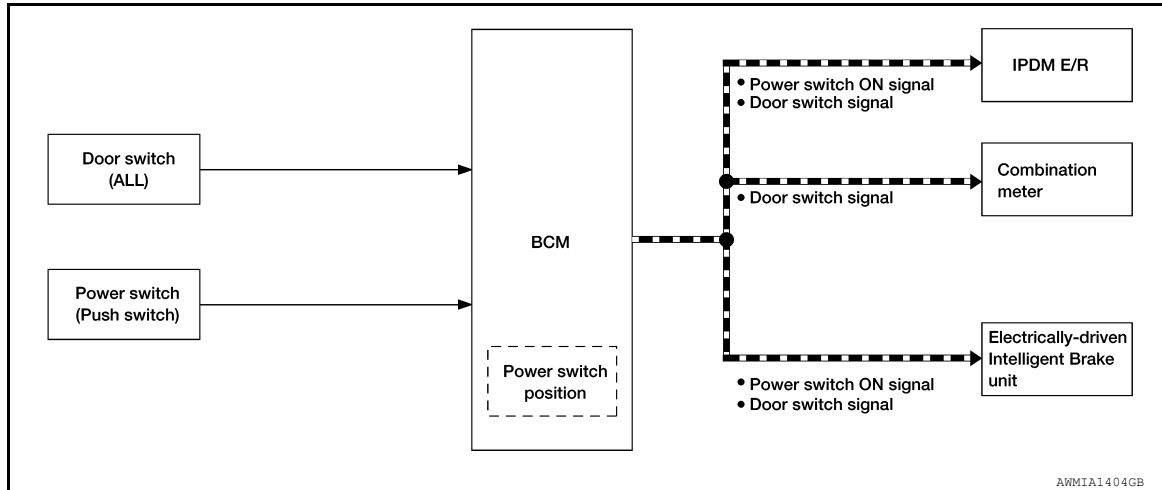 Door switch
(ALL)
Power switch
(Push switch)
BCM
Power switch
position
• Power switch ON signal
• Door switch signal
• Door switch signal
• Power switch ON signal
• Door switch signal
IPDM E/R
Combination
meter
Electrically-driven
Intelligent Brake
unit
AWMIA1404GB